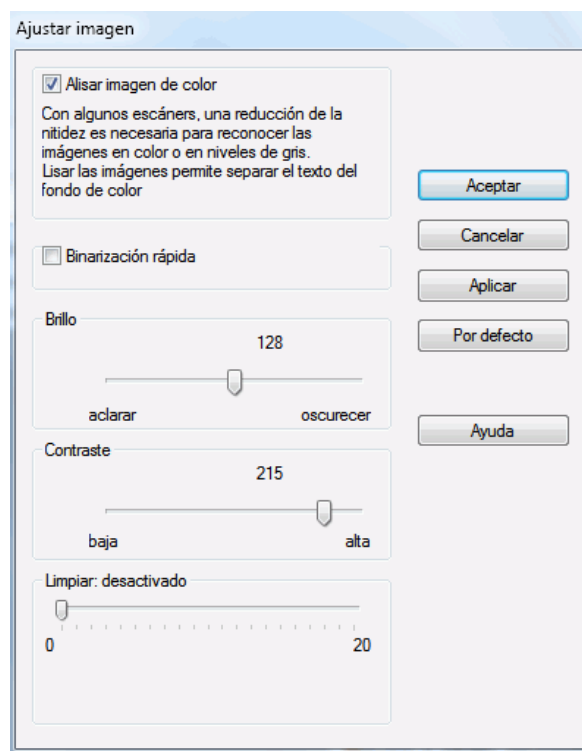 Ajustar imagen
Alisar imagen de color
Con algunos escáners, una reducción de la
nitidez es necesaria para reconocer las
imágenes en color o en niveles de gris.
Lisar las imágenes permite separar el texto del
fondo de color
Binarización rápida
Brillo
128
aclarar oscurecer
Contraste
215
baja alta
Limpiar: desactivado
0 20
Aceptar
Cancelar
Aplicar
Por defecto
Ayuda